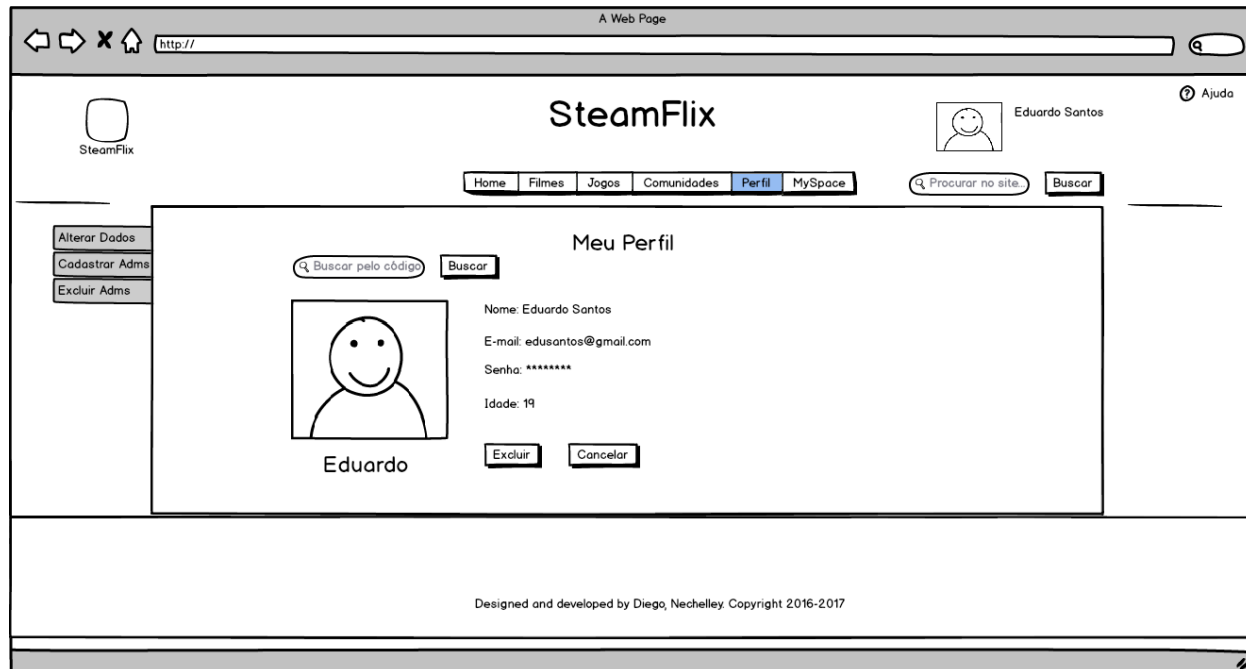 A Web Page
http://
Ajuda
SteamFlix
Eduardo Santos
SteamFlix
Home Filmes Jogos Comunidades Perfil MySpace
Procurar no site... Buscar
Alterar Dados
Cadastrar Adms
Excluir Adms
Meu Perfil
Buscar pelo código Buscar
Nome: Eduardo Santos
E-mail: edusantos@gmail.com
Senha: ********
Idade: 19
Eduardo
Excluir Cancelar
Designed and developed by Diego, Nechelley. Copyright 2016-2017